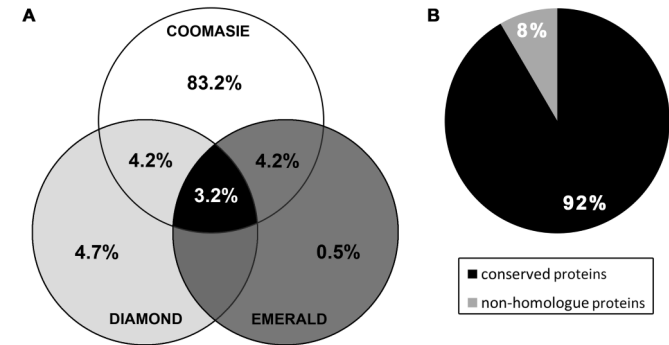 A
COOMASIE
83.2%
4.2%
4.2%
3.2%
4.7%
0.5%
DIAMOND
EMERALD
B
8%
92%
conserved proteins
non-homologue proteins